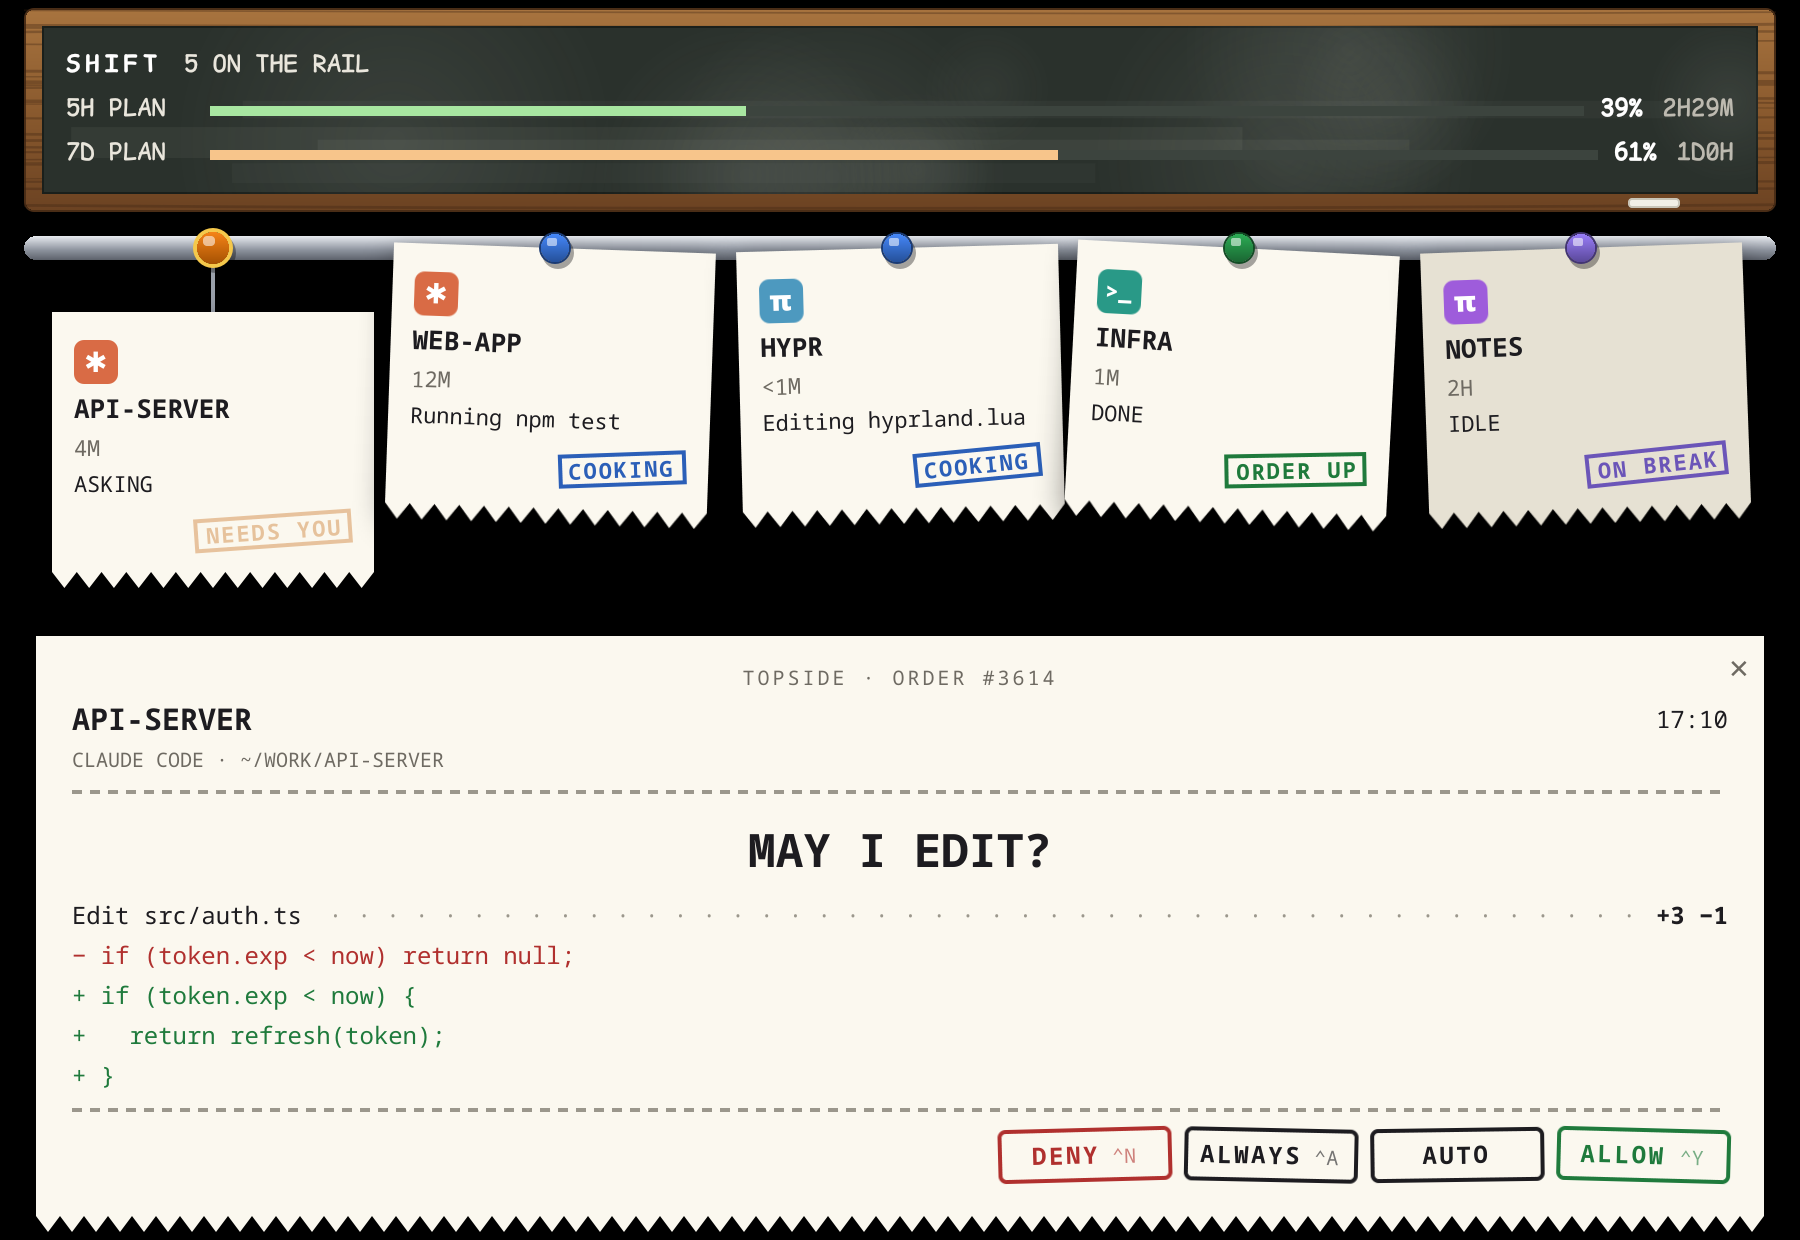 SHIFT 5 ON THE RAIL
5H PLAN 39% 2H29M
7D PLAN 61% 1D0H
API-SERVER
4M
ASKING
NEEDS YOU
WEB-APP
12M
Running npm test
COOKING
π
HYPR
<1M
Editing hyprland.lua
COOKING
>_
INFRA
1M
DONE
ORDER UP
π
NOTES
2H
IDLE
ON BREAK
TOPSIDE · ORDER #3614
×
API-SERVER 17:10
CLAUDE CODE · ~/WORK/API-SERVER
MAY I EDIT?
Edit src/auth.ts +3 −1
− if (token.exp < now) return null;
+ if (token.exp < now) {
+   return refresh(token);
+ }
DENY ^N ALWAYS ^A AUTO ALLOW ^Y